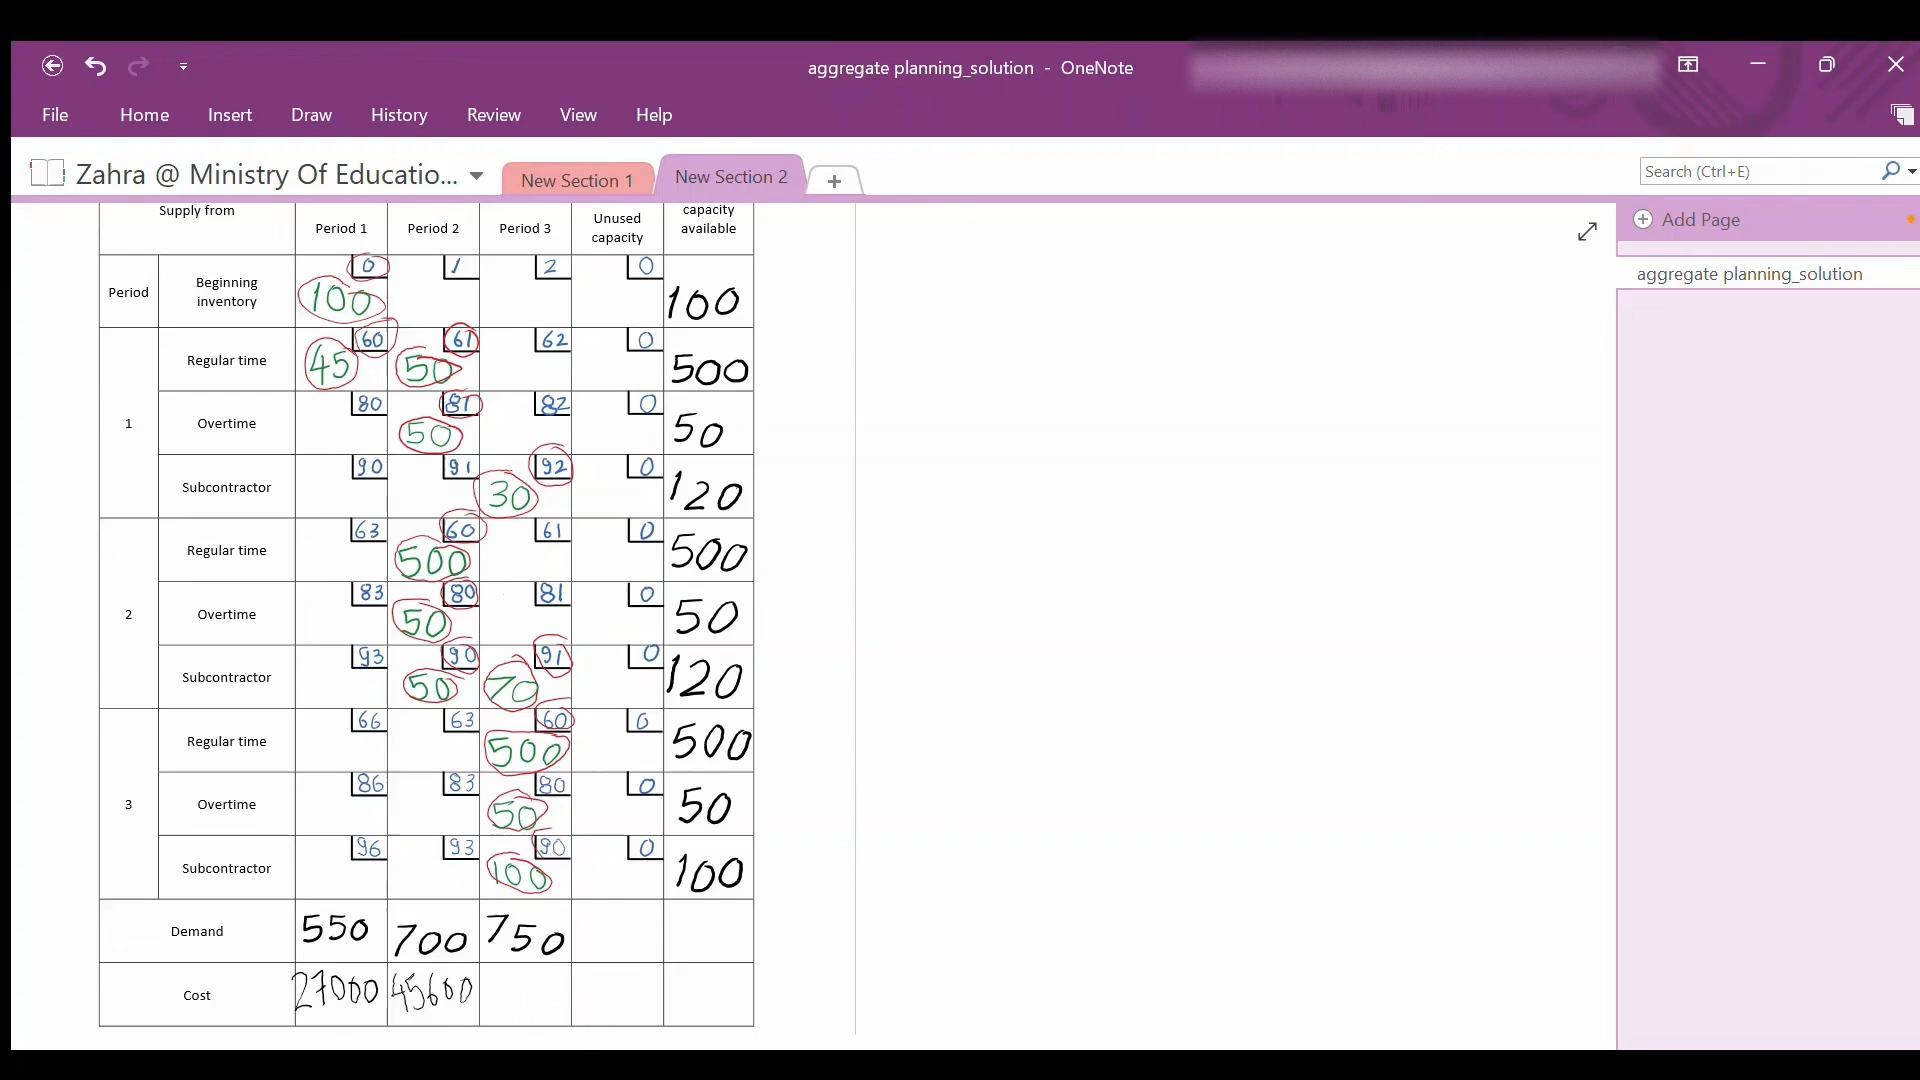 aggregate planning_solution - OneNote
File Home Insert Draw History Review View Help
Zahra @ Ministry Of Educatio... New Section 1 New Section 2 +
Search (Ctrl+E)
Add Page
aggregate planning_solution
Supply from Period 1 Period 2 Period 3 Unused capacity capacity available
Period Beginning inventory 0 100 1 2 0 100
1 Regular time 60 45 61 50 62 0 500
Overtime 80 81 50 82 0 50
Subcontractor 90 91 92 30 0 120
2 Regular time 63 60 500 61 0 500
Overtime 83 80 50 81 0 50
Subcontractor 93 90 50 91 70 0 120
3 Regular time 66 63 60 500 0 500
Overtime 86 83 80 50 0 50
Subcontractor 96 93 90 100 0 100
Demand 550 700 750
Cost 27000 45600